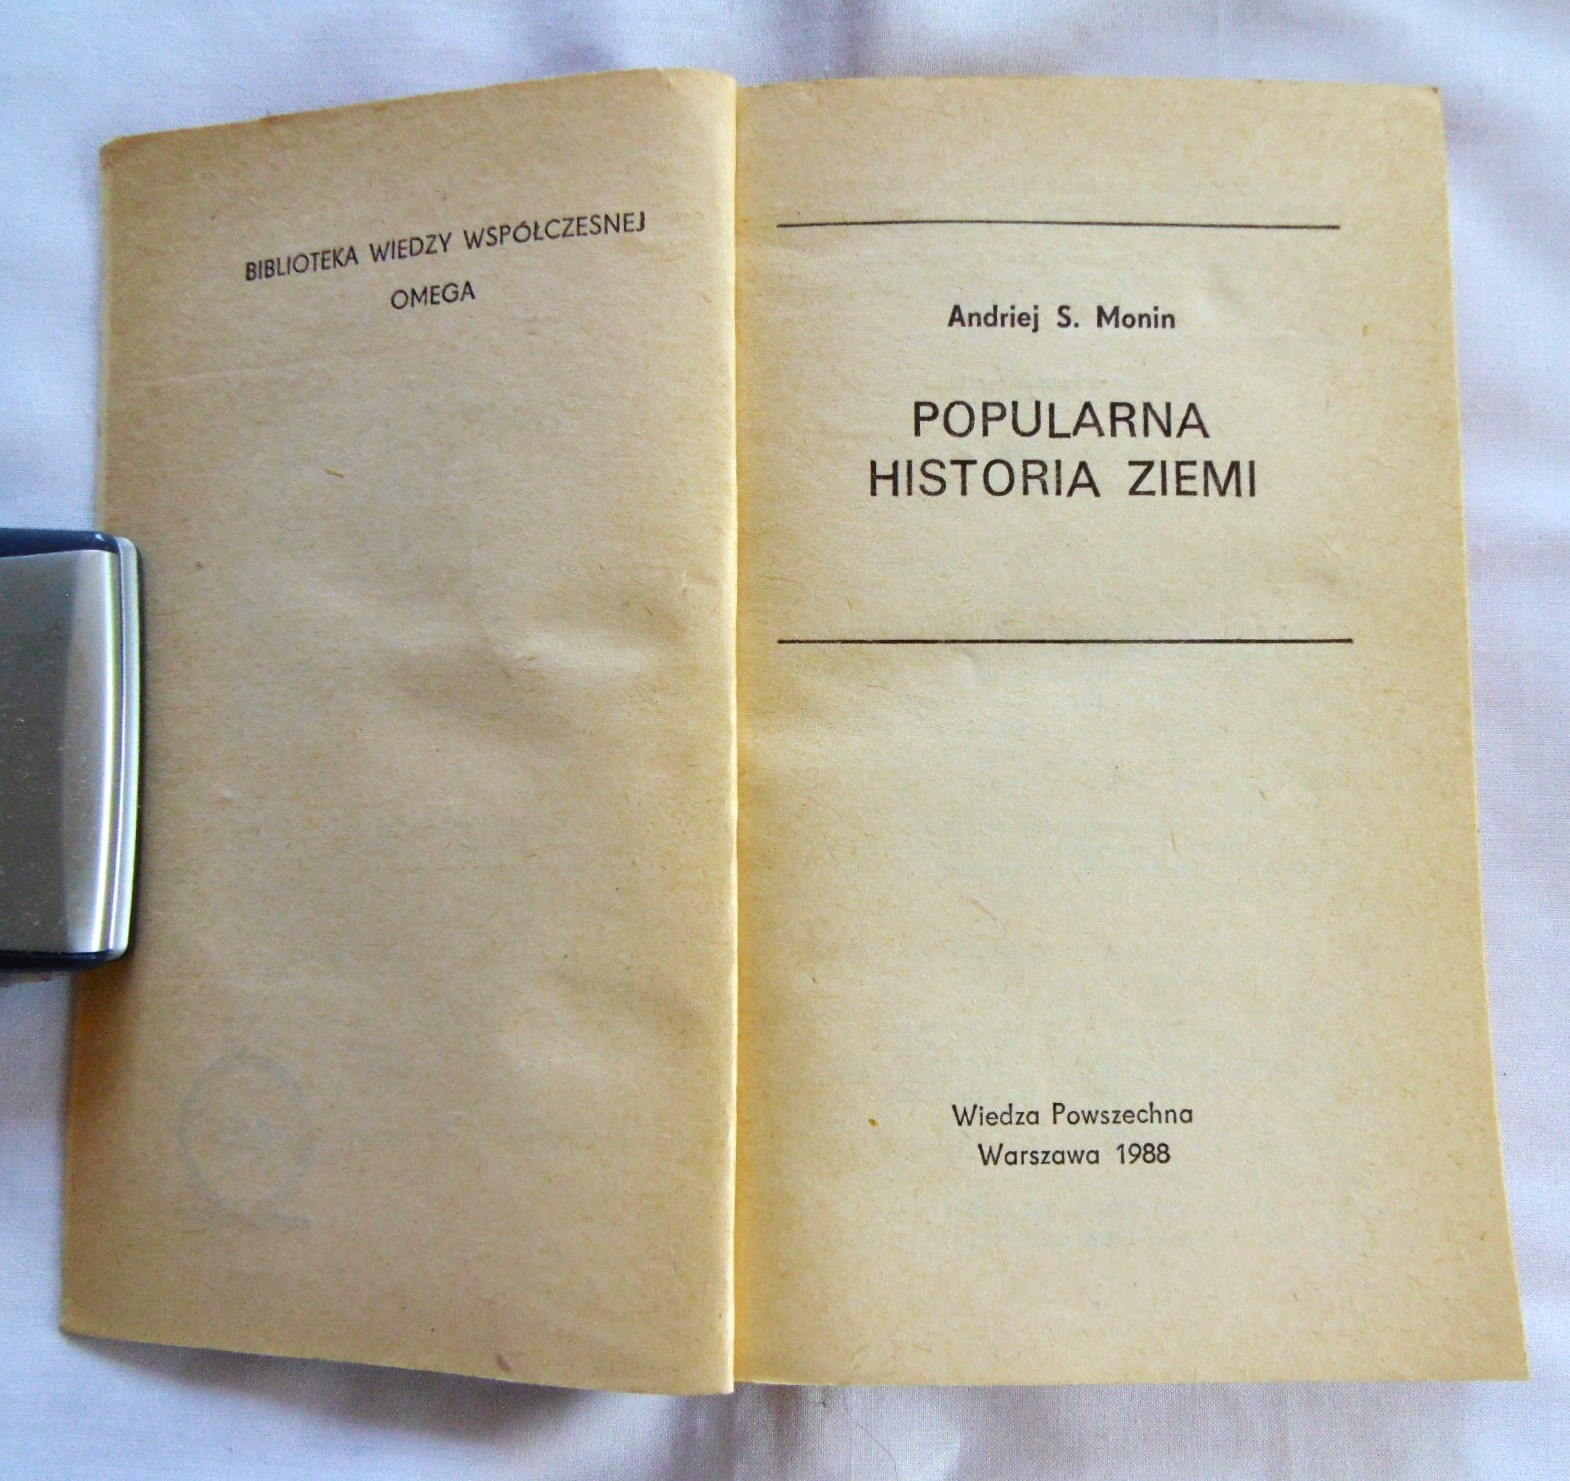 BIBLIOTEKA WIEDZY WSPÓŁCZESNEJ
OMEGA
Andriej S. Monin
POPULARNA
HISTORIA ZIEMI
Wiedza Powszechna
Warszawa 1988